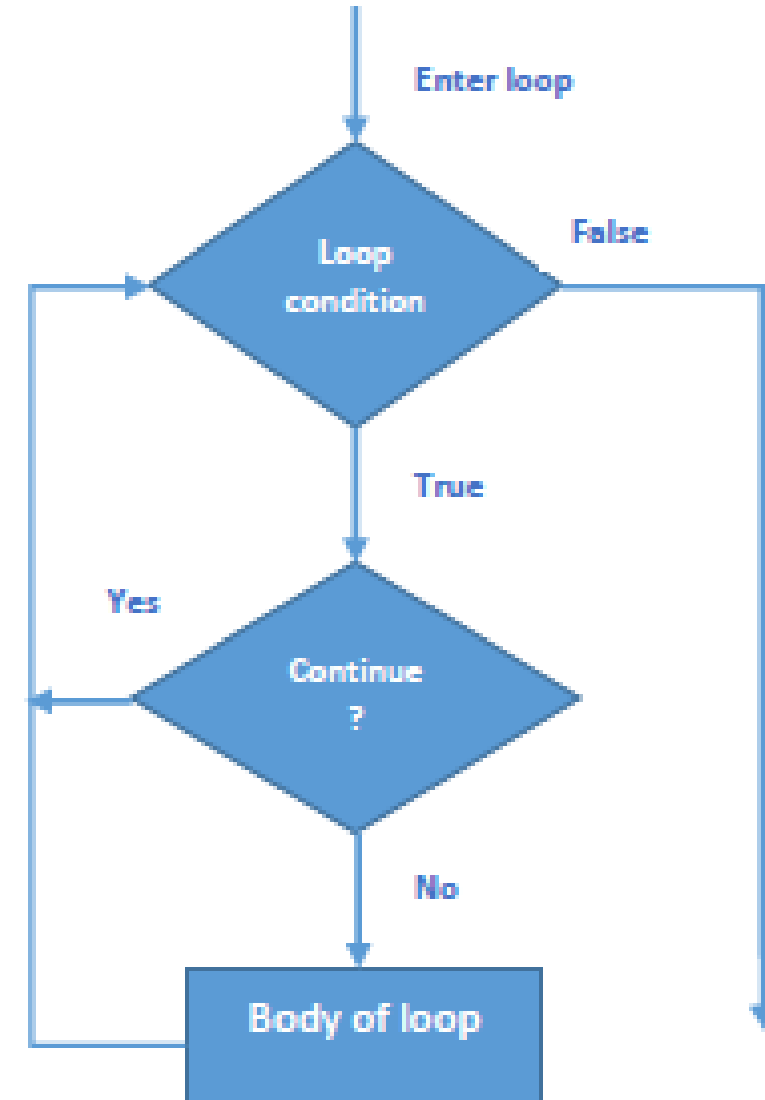 Enter loop
False
Loop
condition
True
Yes
Continue
?
No
Body of loop